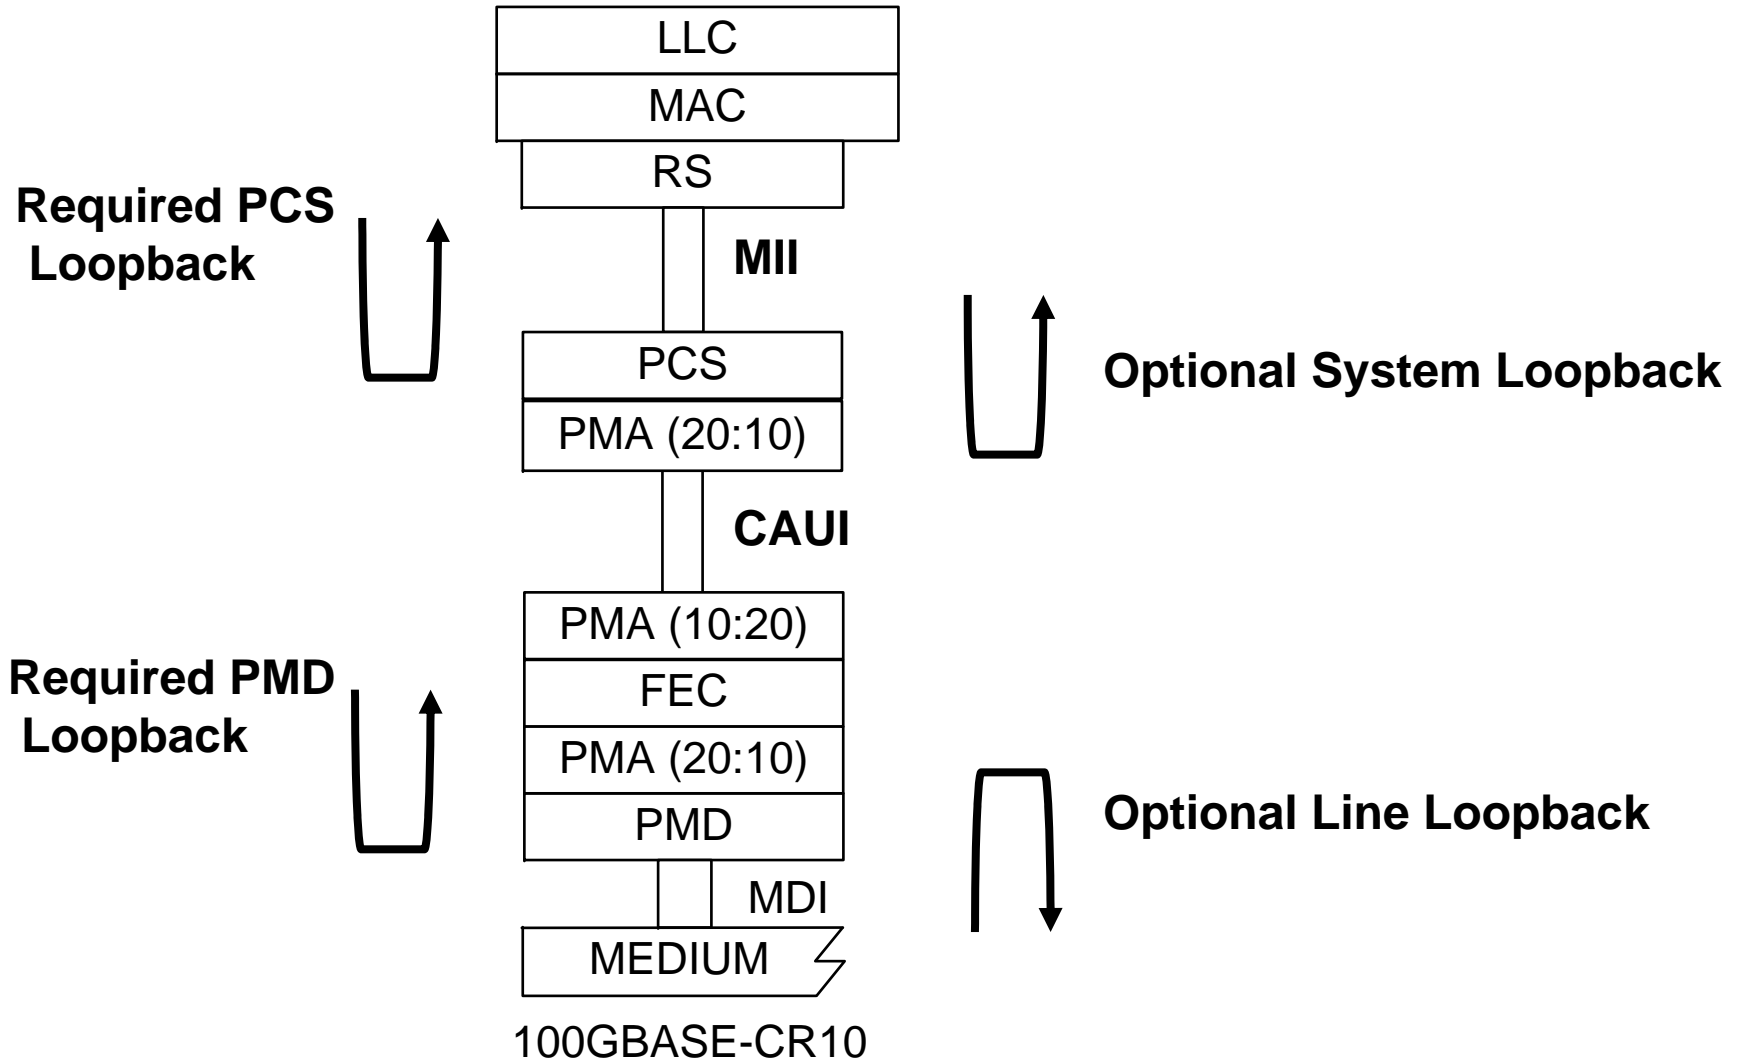 LLC
MAC
RS
Required PCS
Loopback
MII
PCS
Optional System Loopback
PMA (20:10)
CAUI
PMA (10:20)
Required PMD
Loopback
FEC
PMA (20:10)
PMD
Optional Line Loopback
MDI
MEDIUM
100GBASE-CR10